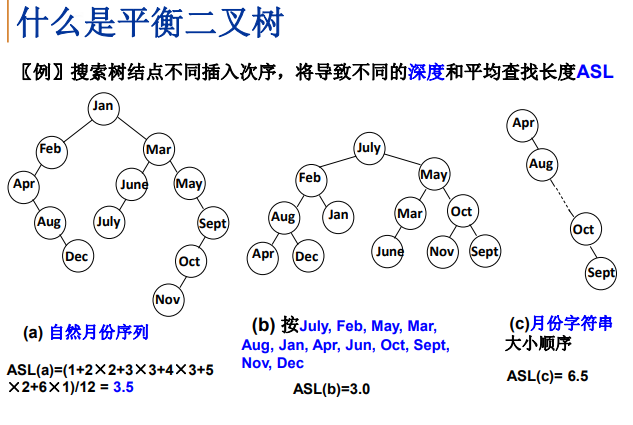 什么是平衡二叉树
〖例〗搜索树结点不同插入次序，将导致不同的深度和平均查找长度ASL
Jan
Feb
Mar
Apr
June
May
Aug
July
Sept
Dec
Oct
Nov
(a) 自然月份序列
ASL(a)=(1+2×2+3×3+4×3+5
×2+6×1)/12 = 3.5
July
Feb
May
Aug
Jan
Mar
Oct
Apr
Dec
June
Nov
Sept
(b) 按July, Feb, May, Mar,
Aug, Jan, Apr, Jun, Oct, Sept,
Nov, Dec
ASL(b)=3.0
Apr
Aug
Oct
Sept
(c)月份字符串
大小顺序
ASL(c)= 6.5